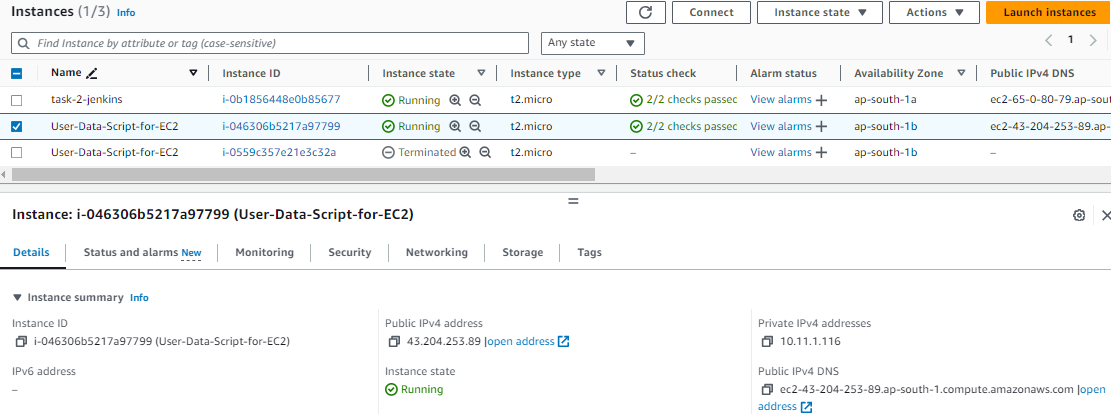 Instances (1/3) Info Connect Instance state Actions Launch instances
Find Instance by attribute or tag (case-sensitive) Any state 1
Name Instance ID Instance state Instance type Status check Alarm status Availability Zone Public IPv4 DNS
task-2-jenkins i-0b1856448e0b85677 Running t2.micro 2/2 checks passed View alarms ap-south-1a ec2-65-0-80-79.ap-sou
User-Data-Script-for-EC2 i-046306b5217a97799 Running t2.micro 2/2 checks passed View alarms ap-south-1b ec2-43-204-253-89.ap-
User-Data-Script-for-EC2 i-0559c357e21e3c32a Terminated t2.micro – View alarms ap-south-1b –
Instance: i-046306b5217a97799 (User-Data-Script-for-EC2)
Details Status and alarms New Monitoring Security Networking Storage Tags
Instance summary Info
Instance ID Public IPv4 address Private IPv4 addresses
i-046306b5217a97799 (User-Data-Script-for-EC2) 43.204.253.89 |open address 10.11.1.116
IPv6 address Instance state Public IPv4 DNS
– Running ec2-43-204-253-89.ap-south-1.compute.amazonaws.com |open
address